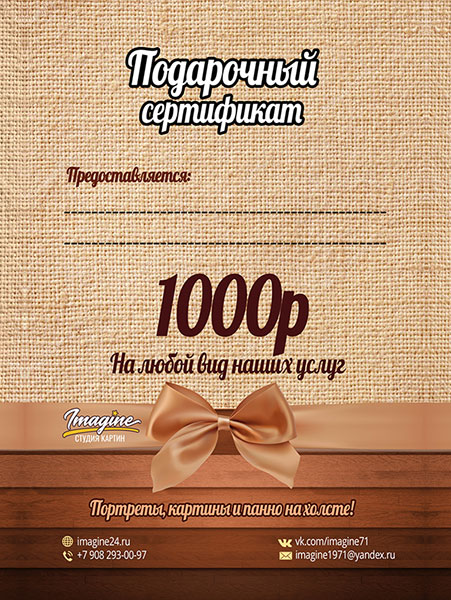 Подарочный
сертификат
Предоставляется:
1000р
На любой вид наших услуг
Imagine
СТУДИЯ КАРТИН
Портреты, картины и панно на холсте!
imagine24.ru
+7 908 293-00-97
vk.com/imagine71
imagine1971@yandex.ru